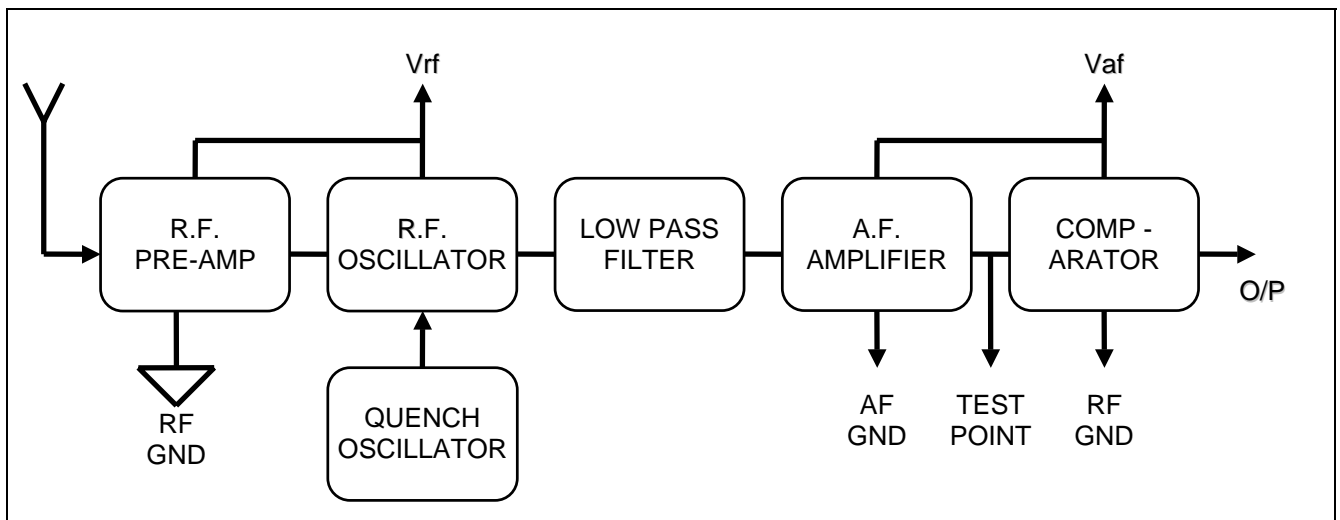 Vrf
Vaf
R.F.
PRE-AMP
R.F.
OSCILLATOR
LOW PASS
FILTER
A.F.
AMPLIFIER
COMP -
ARATOR
O/P
RF
GND
QUENCH
OSCILLATOR
AF
GND
TEST
POINT
RF
GND